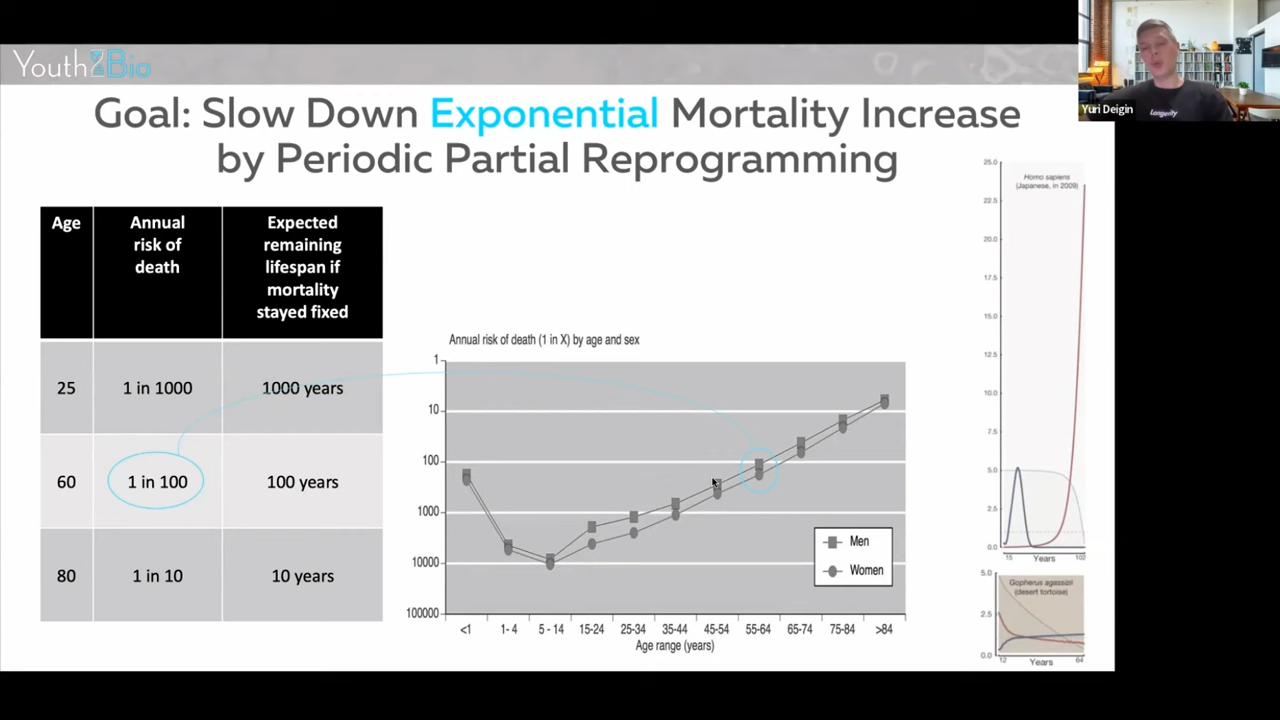 Youth Bio
Goal: Slow Down Exponential Mortality Increase
by Periodic Partial Reprogramming
Yuri Deigin
Longevity
Age
Annual
risk of
death
Expected
remaining
lifespan if
mortality
stayed fixed
25
1 in 1000
1000 years
60
1 in 100
100 years
80
1 in 10
10 years
Annual risk of death (1 in X) by age and sex
1
10
100
1000
10000
100000
<1
1- 4
5 - 14
15-24
25-34
35-44
45-54
55-64
65-74
75-84
>84
Age range (years)
Men
Women
25.0
22.5
20.0
17.5
15.0
12.5
10.0
7.5
5.0
2.5
0.0
Homo sapiens
(Japanese, in 2009)
15
102
Years
5.0
2.5
0.0
Gopherus agassizii
(desert tortoise)
12
64
Years